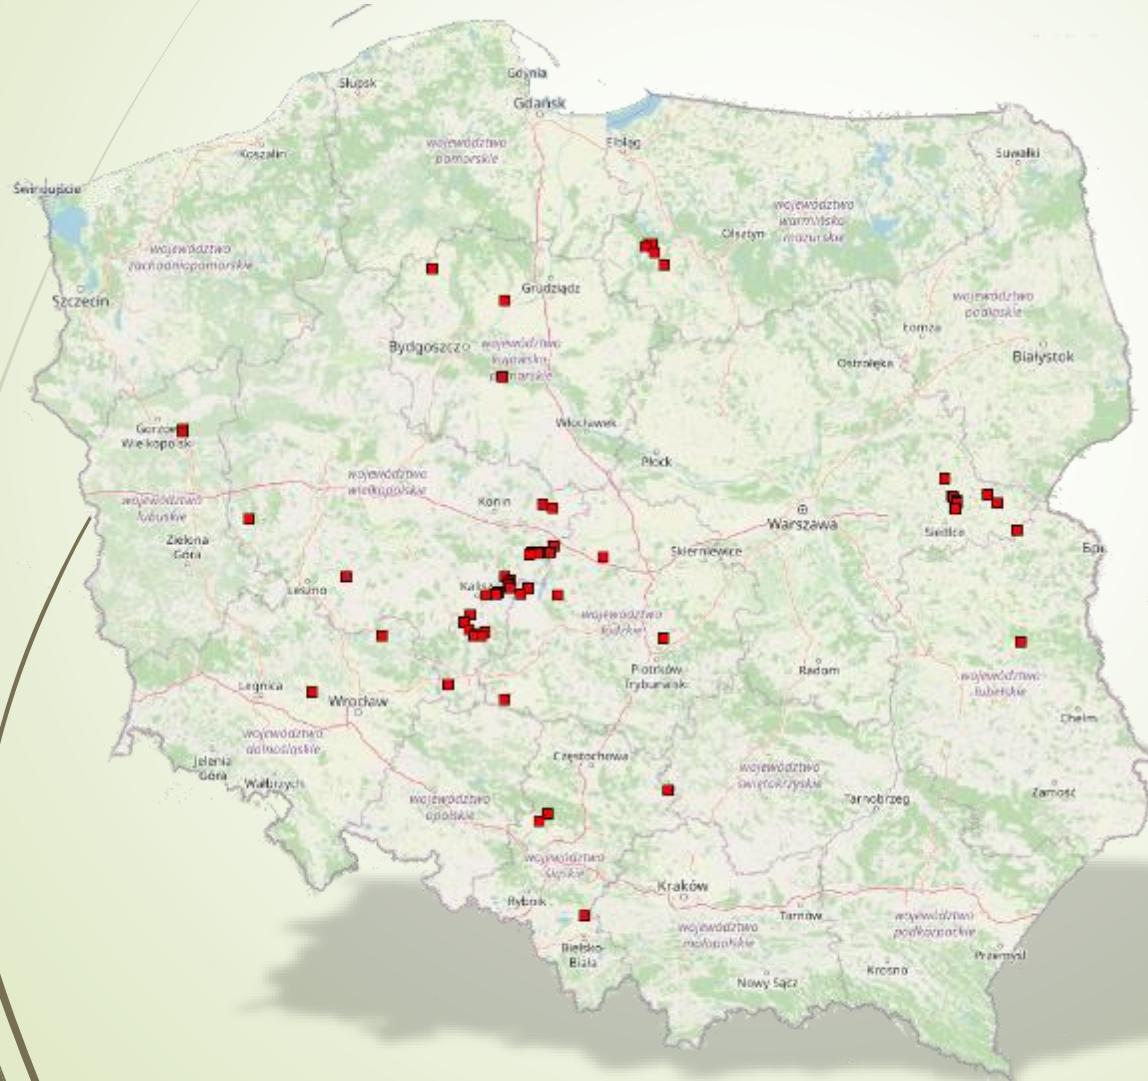 Gdynia
Słupsk
Gdańsk
Elbląg
województwo
pomorskie
Koszalin
Suwałki
Świnoujście
województwo
warmińsko-
mazurskie
Olsztyn
województwo
zachodniopomorskie
Grudziądz
Szczecin
województwo
podlaskie
Łomża
Bydgoszcz
województwo
kujawsko-
Białystok
Ostrołęka
Włocławek
Gorzów
Wielkopolski
Płock
województwo
wielkopolskie
Konin
województwo
lubuskie
Warszawa
Siedlce
Zielona
Góra
Skierniewice
Брэ
Leszno
Kalisz
województwo
łódzkie
Piotrków
Trybunalski
Radom
województwo
lubelskie
Legnica
Wrocław
Chełm
województwo
dolnośląskie
Częstochowa
Jelenia
Góra
Wałbrzych
województwo
świętokrzyskie
województwo
opolskie
Tarnobrzeg
Zamość
województwo
śląskie
Kraków
Rybnik
Tarnów
województwo
małopolskie
województwo
podkarpackie
Bielsko-
Biała
Przemyśl
Krosno
Nowy Sącz